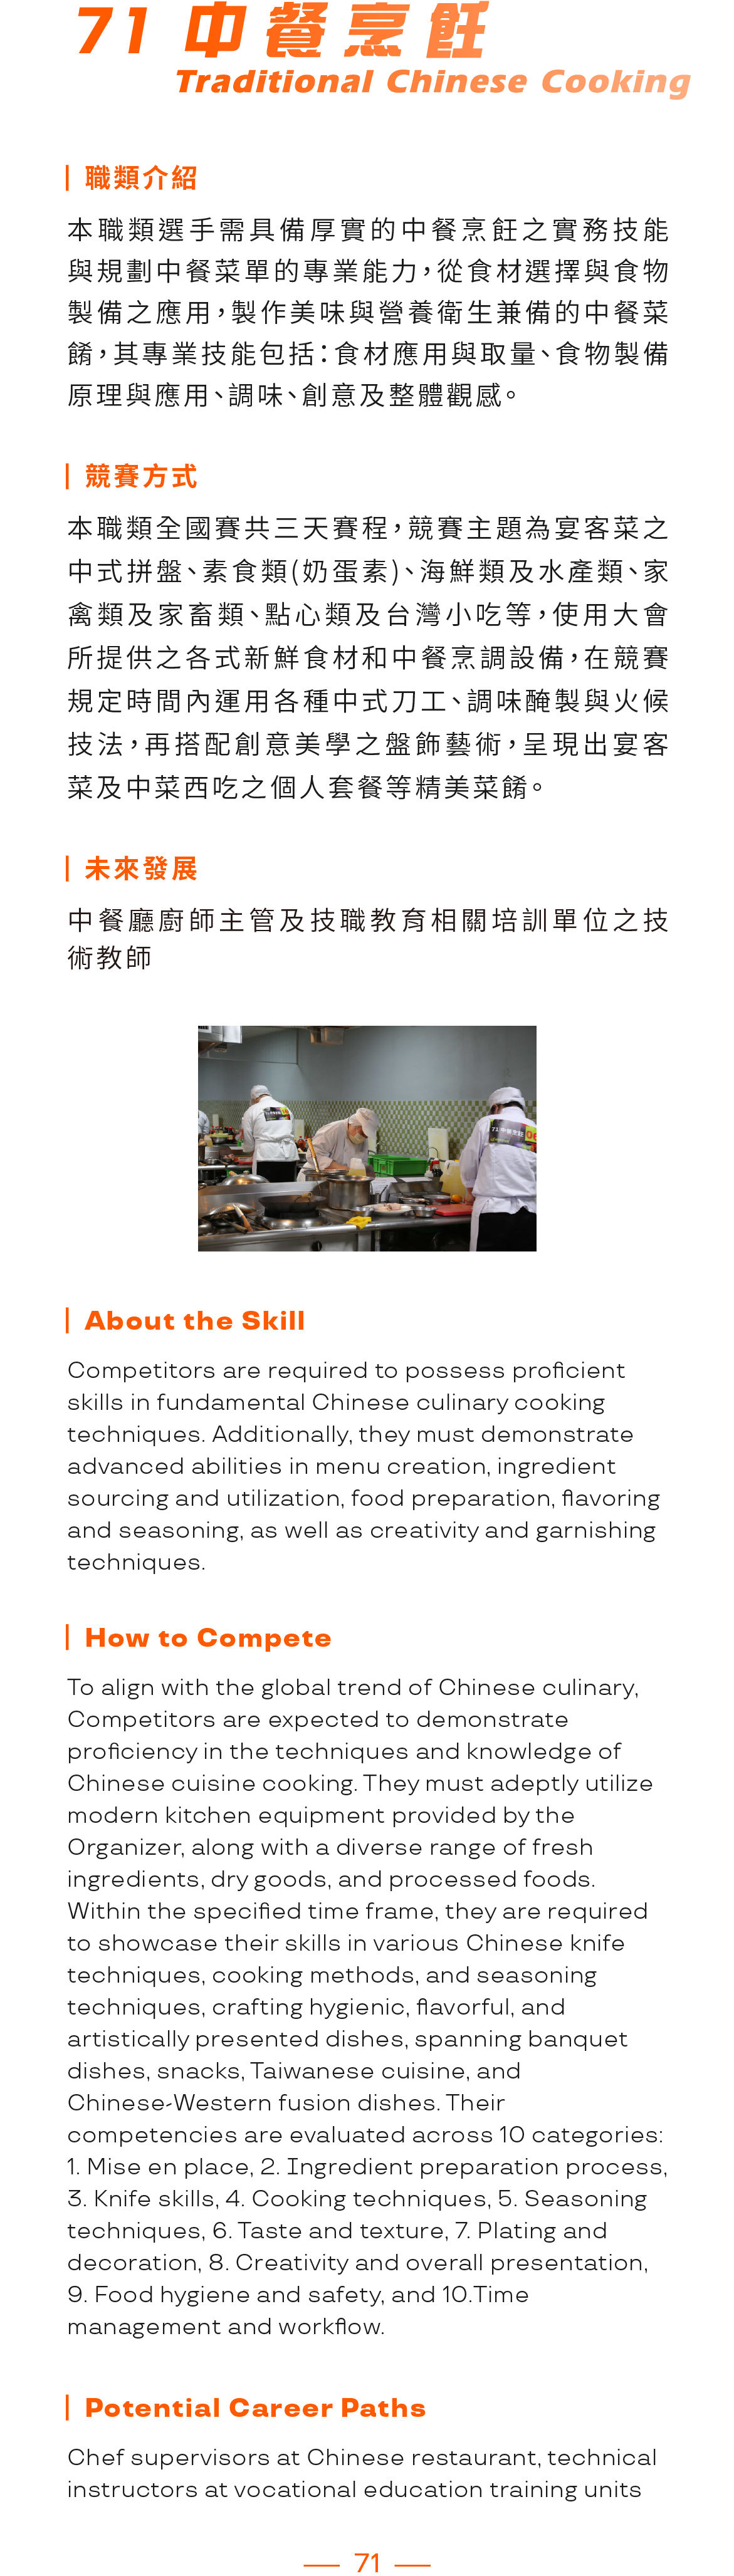 71 中餐烹飪
Traditional Chinese Cooking
職類介紹
本職類選手需具備厚實的中餐烹飪之實務技能
與規劃中餐菜單的專業能力，從食材選擇與食物
製備之應用，製作美味與營養衛生兼備的中餐菜
餚，其專業技能包括：食材應用與取量、食物製備
原理與應用、調味、創意及整體觀感。
競賽方式
本職類全國賽共三天賽程，競賽主題為宴客菜之
中式拼盤、素食類(奶蛋素)、海鮮類及水產類、家
禽類及家畜類、點心類及台灣小吃等，使用大會
所提供之各式新鮮食材和中餐烹調設備，在競賽
規定時間內運用各種中式刀工、調味醃製與火候
技法，再搭配創意美學之盤飾藝術，呈現出宴客
菜及中菜西吃之個人套餐等精美菜餚。
未來發展
中餐廳廚師主管及技職教育相關培訓單位之技
術教師
71 中餐烹飪
About the Skill
Competitors are required to possess proficient
skills in fundamental Chinese culinary cooking
techniques. Additionally, they must demonstrate
advanced abilities in menu creation, ingredient
sourcing and utilization, food preparation, flavoring
and seasoning, as well as creativity and garnishing
techniques.
How to Compete
To align with the global trend of Chinese culinary,
Competitors are expected to demonstrate
proficiency in the techniques and knowledge of
Chinese cuisine cooking. They must adeptly utilize
modern kitchen equipment provided by the
Organizer, along with a diverse range of fresh
ingredients, dry goods, and processed foods.
Within the specified time frame, they are required
to showcase their skills in various Chinese knife
techniques, cooking methods, and seasoning
techniques, crafting hygienic, flavorful, and
artistically presented dishes, spanning banquet
dishes, snacks, Taiwanese cuisine, and
Chinese-Western fusion dishes. Their
competencies are evaluated across 10 categories:
1. Mise en place, 2. Ingredient preparation process,
3. Knife skills, 4. Cooking techniques, 5. Seasoning
techniques, 6. Taste and texture, 7. Plating and
decoration, 8. Creativity and overall presentation,
9. Food hygiene and safety, and 10.Time
management and workflow.
Potential Career Paths
Chef supervisors at Chinese restaurant, technical
instructors at vocational education training units
71